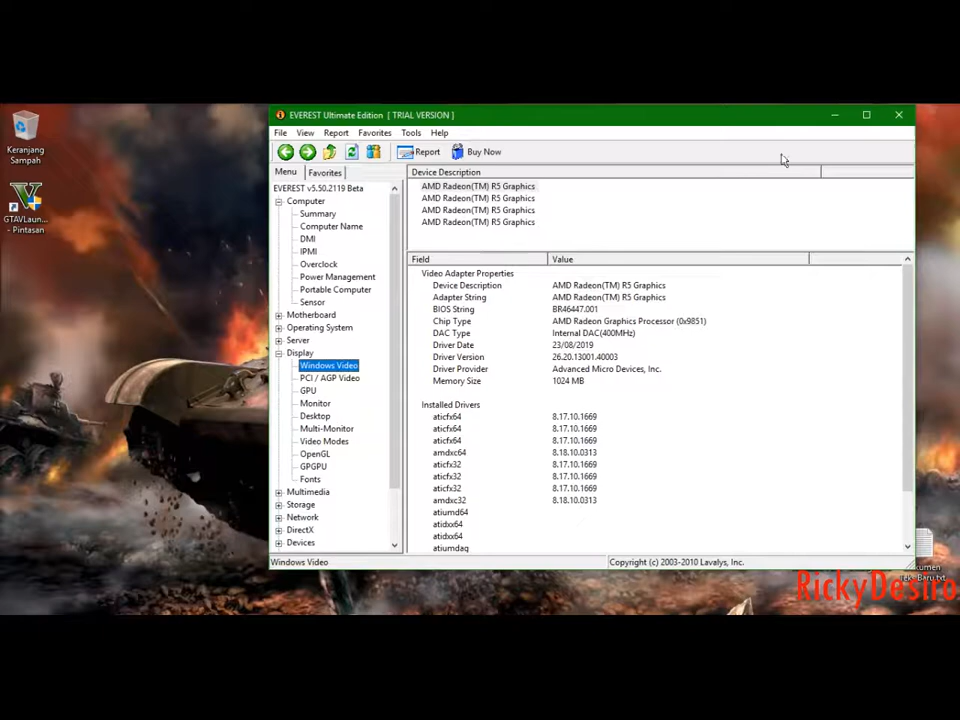 EVEREST Ultimate Edition [ TRIAL VERSION ]
File View Report Favorites Tools Help
Report Buy Now
Keranjang
Sampah
GTAVLaun...
- Pintasan
Menu Favorites
EVEREST v5.50.2119 Beta
Computer
Summary
Computer Name
DMI
IPMI
Overclock
Power Management
Portable Computer
Sensor
Motherboard
Operating System
Server
Display
Windows Video
PCI / AGP Video
GPU
Monitor
Desktop
Multi-Monitor
Video Modes
OpenGL
GPGPU
Fonts
Multimedia
Storage
Network
DirectX
Devices
Device Description
AMD Radeon(TM) R5 Graphics
AMD Radeon(TM) R5 Graphics
AMD Radeon(TM) R5 Graphics
AMD Radeon(TM) R5 Graphics
Field Value
Video Adapter Properties
Device Description AMD Radeon(TM) R5 Graphics
Adapter String AMD Radeon(TM) R5 Graphics
BIOS String BR46447.001
Chip Type AMD Radeon Graphics Processor (0x9851)
DAC Type Internal DAC(400MHz)
Driver Date 23/08/2019
Driver Version 26.20.13001.40003
Driver Provider Advanced Micro Devices, Inc.
Memory Size 1024 MB
Installed Drivers
aticfx64 8.17.10.1669
aticfx64 8.17.10.1669
aticfx64 8.17.10.1669
amdxc64 8.18.10.0313
aticfx32 8.17.10.1669
aticfx32 8.17.10.1669
aticfx32 8.17.10.1669
amdxc32 8.18.10.0313
atiumd64
atidxx64
atidxx64
atiumdag
Windows Video Copyright (c) 2003-2010 Lavalys, Inc.
RickyDesiro